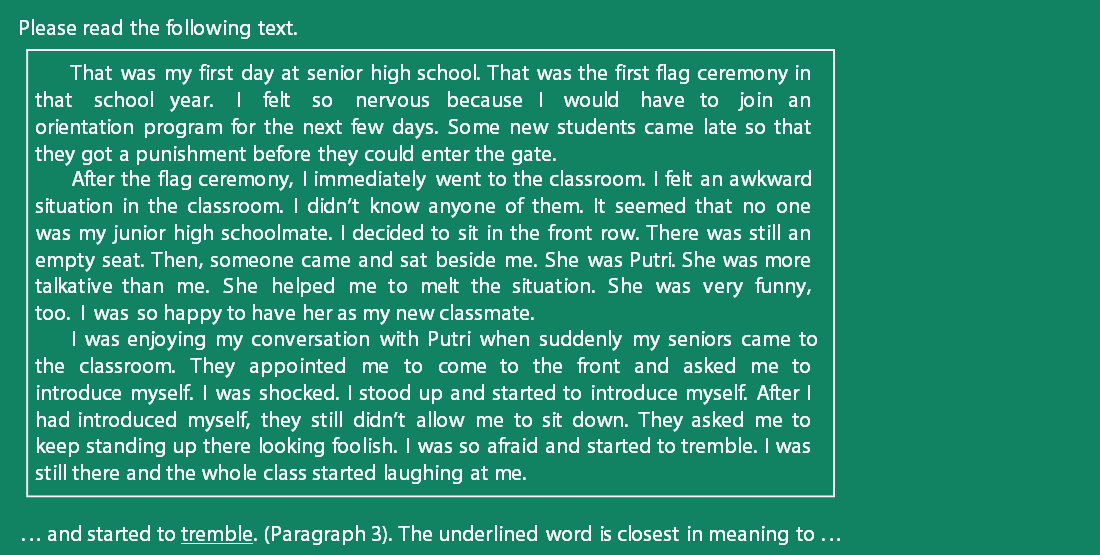 Please read the following text.
That was my first day at senior high school. That was the first flag ceremony in
that school year. I felt so nervous because I would have to join an
orientation program for the next few days. Some new students came late so that
they got a punishment before they could enter the gate.
After the flag ceremony, I immediately went to the classroom. I felt an awkward
situation in the classroom. I didn't know anyone of them. It seemed that no one
was my junior high schoolmate. I decided to sit in the front row. There was still an
empty seat. Then, someone came and sat beside me. She was Putri. She was more
talkative than me. She helped me to melt the situation. She was very funny,
too. I was so happy to have her as my new classmate.
I was enjoying my conversation with Putri when suddenly my seniors came to
the classroom. They appointed me to come to the front and asked me to
introduce myself. I was shocked. I stood up and started to introduce myself. After I
had introduced myself, they still didn't allow me to sit down. They asked me to
keep standing up there looking foolish. I was so afraid and started to tremble. I was
still there and the whole class started laughing at me.
... and started to tremble. (Paragraph 3). The underlined word is closest in meaning to ...